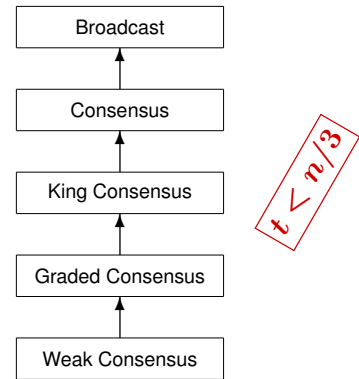 Broadcast
Consensus
King Consensus
t < n/3
Graded Consensus
Weak Consensus